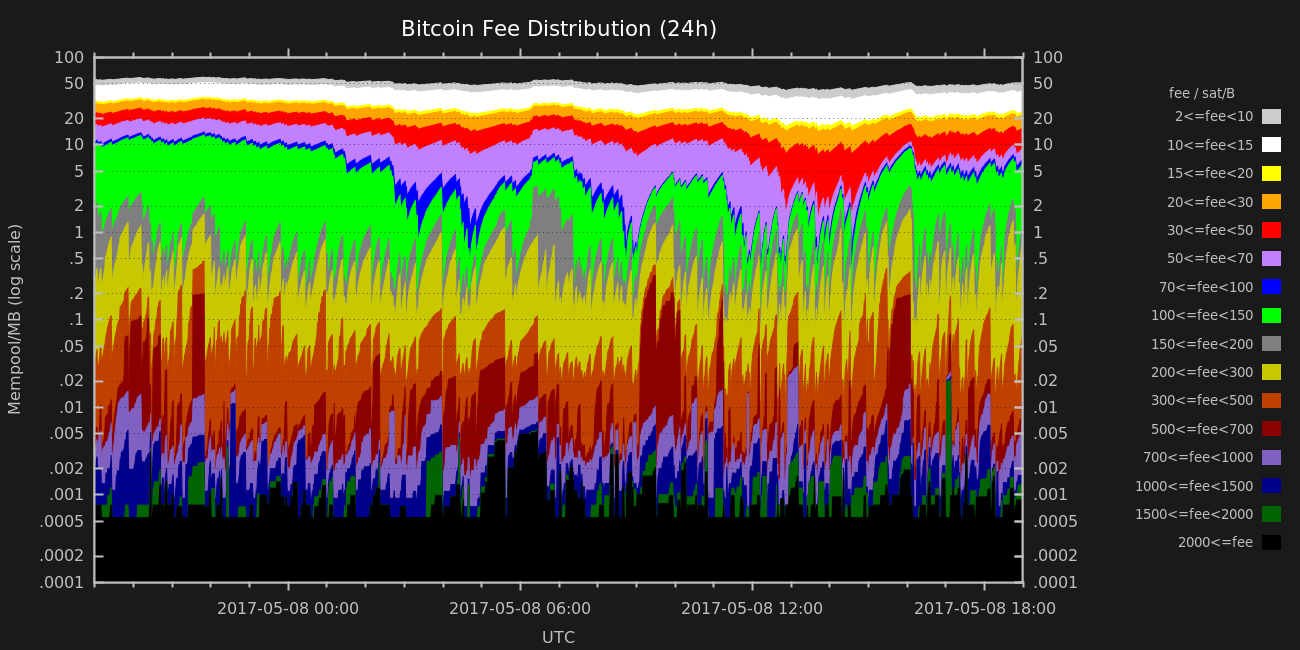 Bitcoin Fee Distribution (24h)
100
50
20
10
5
2
1
.5
.2
.1
.05
.02
.01
.005
.002
.001
.0005
.0002
.0001
Mempool/MB (log scale)
100
50
20
10
5
2
1
.5
.2
.1
.05
.02
.01
.005
.002
.001
.0005
.0002
.0001
2017-05-08 00:00
2017-05-08 06:00
2017-05-08 12:00
2017-05-08 18:00
UTC
fee / sat/B
2<=fee<10
10<=fee<15
15<=fee<20
20<=fee<30
30<=fee<50
50<=fee<70
70<=fee<100
100<=fee<150
150<=fee<200
200<=fee<300
300<=fee<500
500<=fee<700
700<=fee<1000
1000<=fee<1500
1500<=fee<2000
2000<=fee